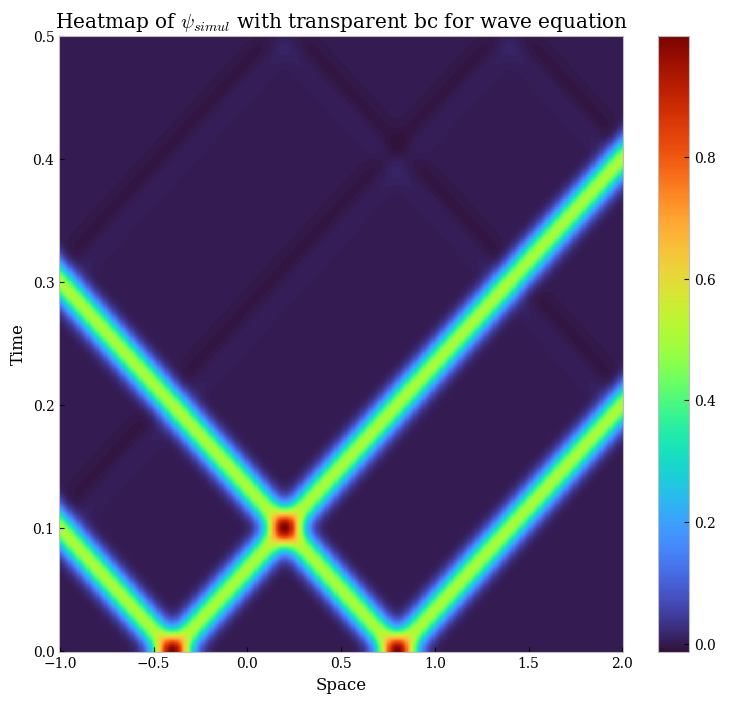 Heatmap of ψ_simul with transparent bc for wave equation
0.5
0.4
0.3
0.2
0.1
0.0
Time
−1.0 −0.5 0.0 0.5 1.0 1.5 2.0
Space
0.8
0.6
0.4
0.2
0.0